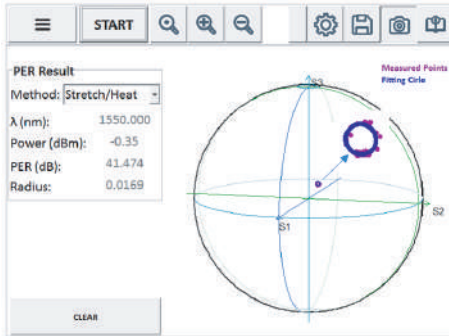 START
PER Result
Method: Stretch/Heat
λ (nm): 1550.000
Power (dBm) -0.35
PER (dB): 41.474
Radius: 0.0169
CLEAR
Measured Points
Fitting Cirle
S3
S1
S2